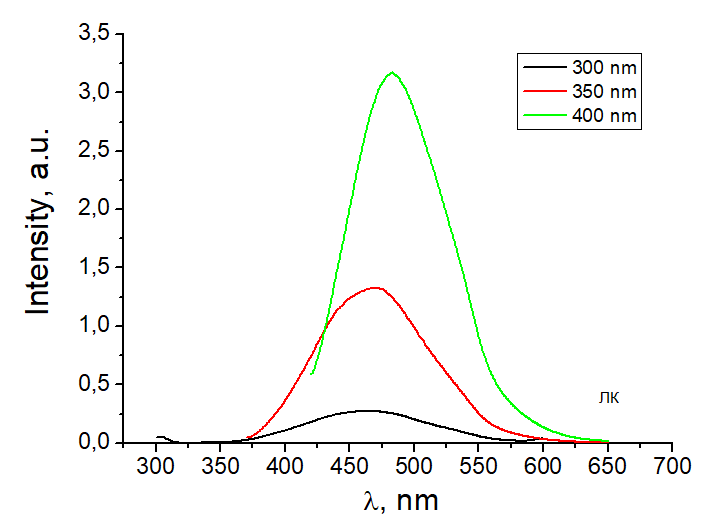 3,5
3,0
2,5
2,0
1,5
1,0
0,5
0,0
Intensity, a.u.
300 nm
350 nm
400 nm
ЛК
300 350 400 450 500 550 600 650 700
λ, nm